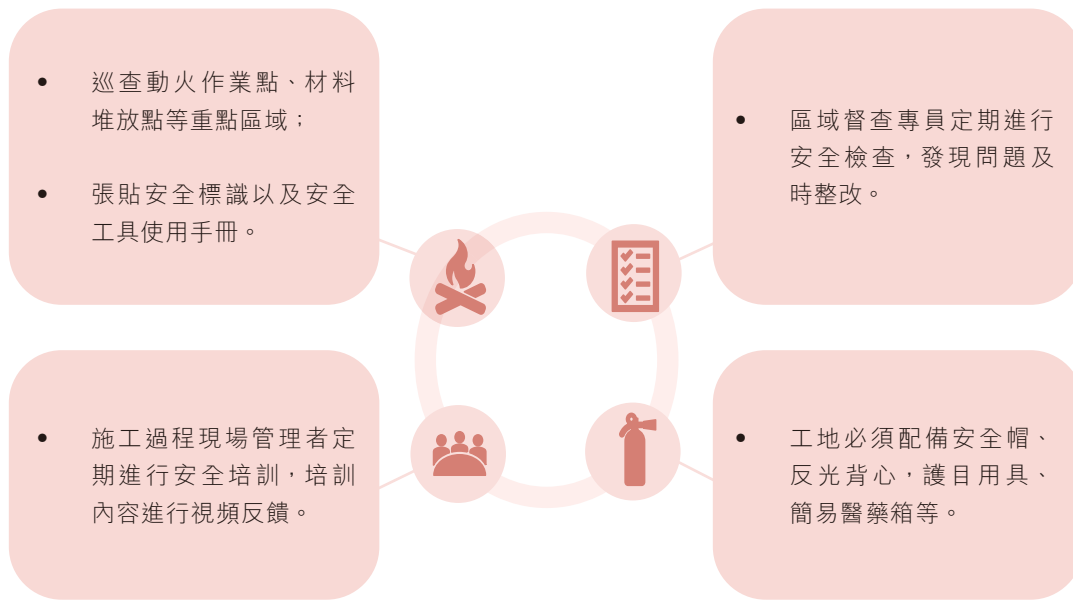 巡查動火作業點、材料
堆放點等重點區域；
張貼安全標識以及安全
工具使用手冊。
區域督查專員定期進行
安全檢查，發現問題及
時整改。
施工過程現場管理者定
期進行安全培訓，培訓
內容進行視頻反饋。
工地必須配備安全帽、
反光背心，護目用具、
簡易醫藥箱等。